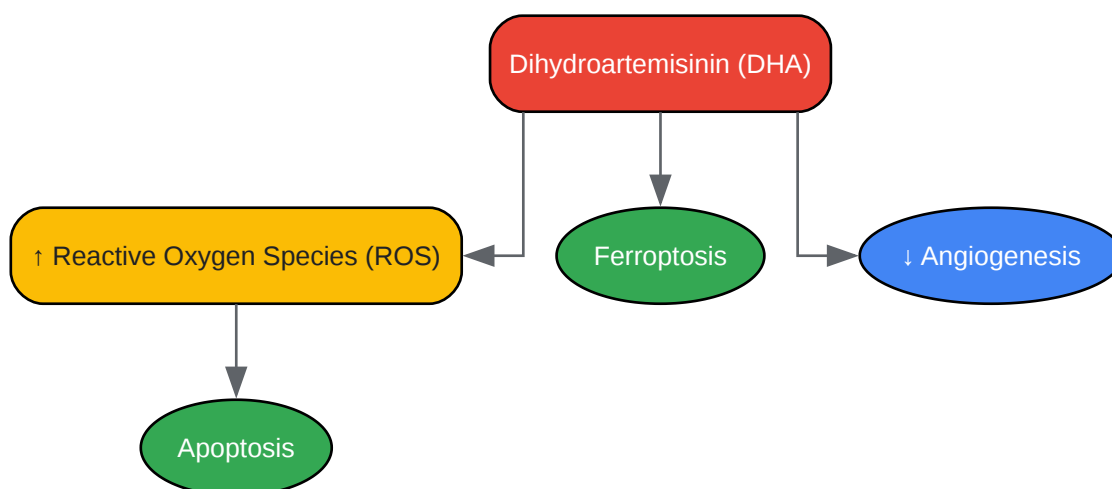 Dihydroartemisinin (DHA)
↑ Reactive Oxygen Species (ROS)
Ferroptosis
↓ Angiogenesis
Apoptosis